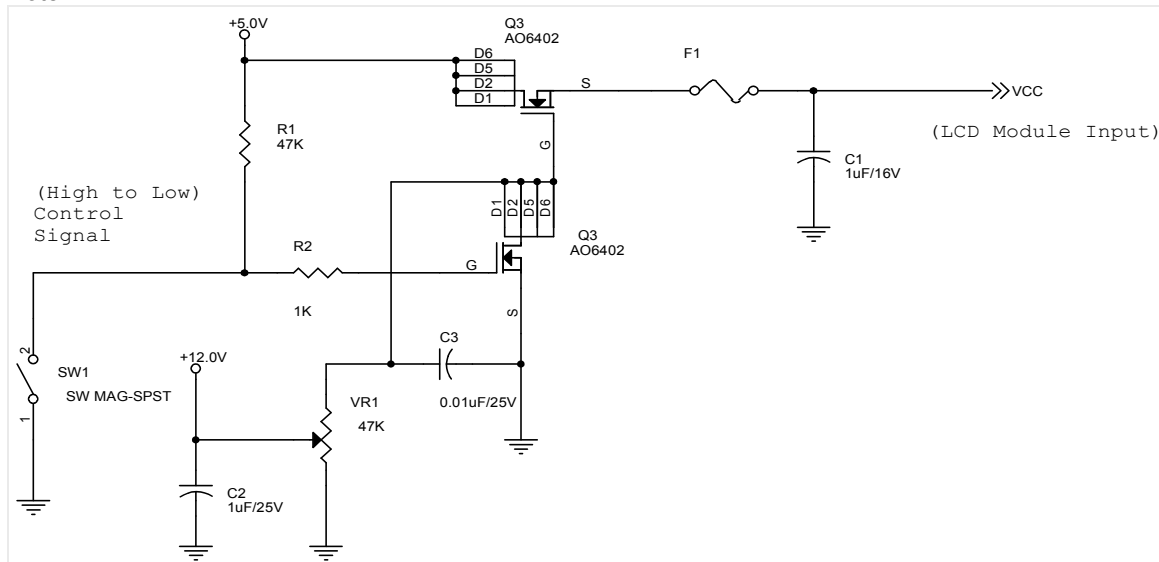 +5.0V
Q3
AO6402
D6
D5
D2
D1
S
G
F1
VCC
(LCD Module Input)
R1
47K
C1
1uF/16V
(High to Low)
Control
Signal
D1
D2
D5
D6
Q3
AO6402
R2
1K
G
S
2
SW1
SW MAG-SPST
1
+12.0V
C3
0.01uF/25V
VR1
47K
C2
1uF/25V